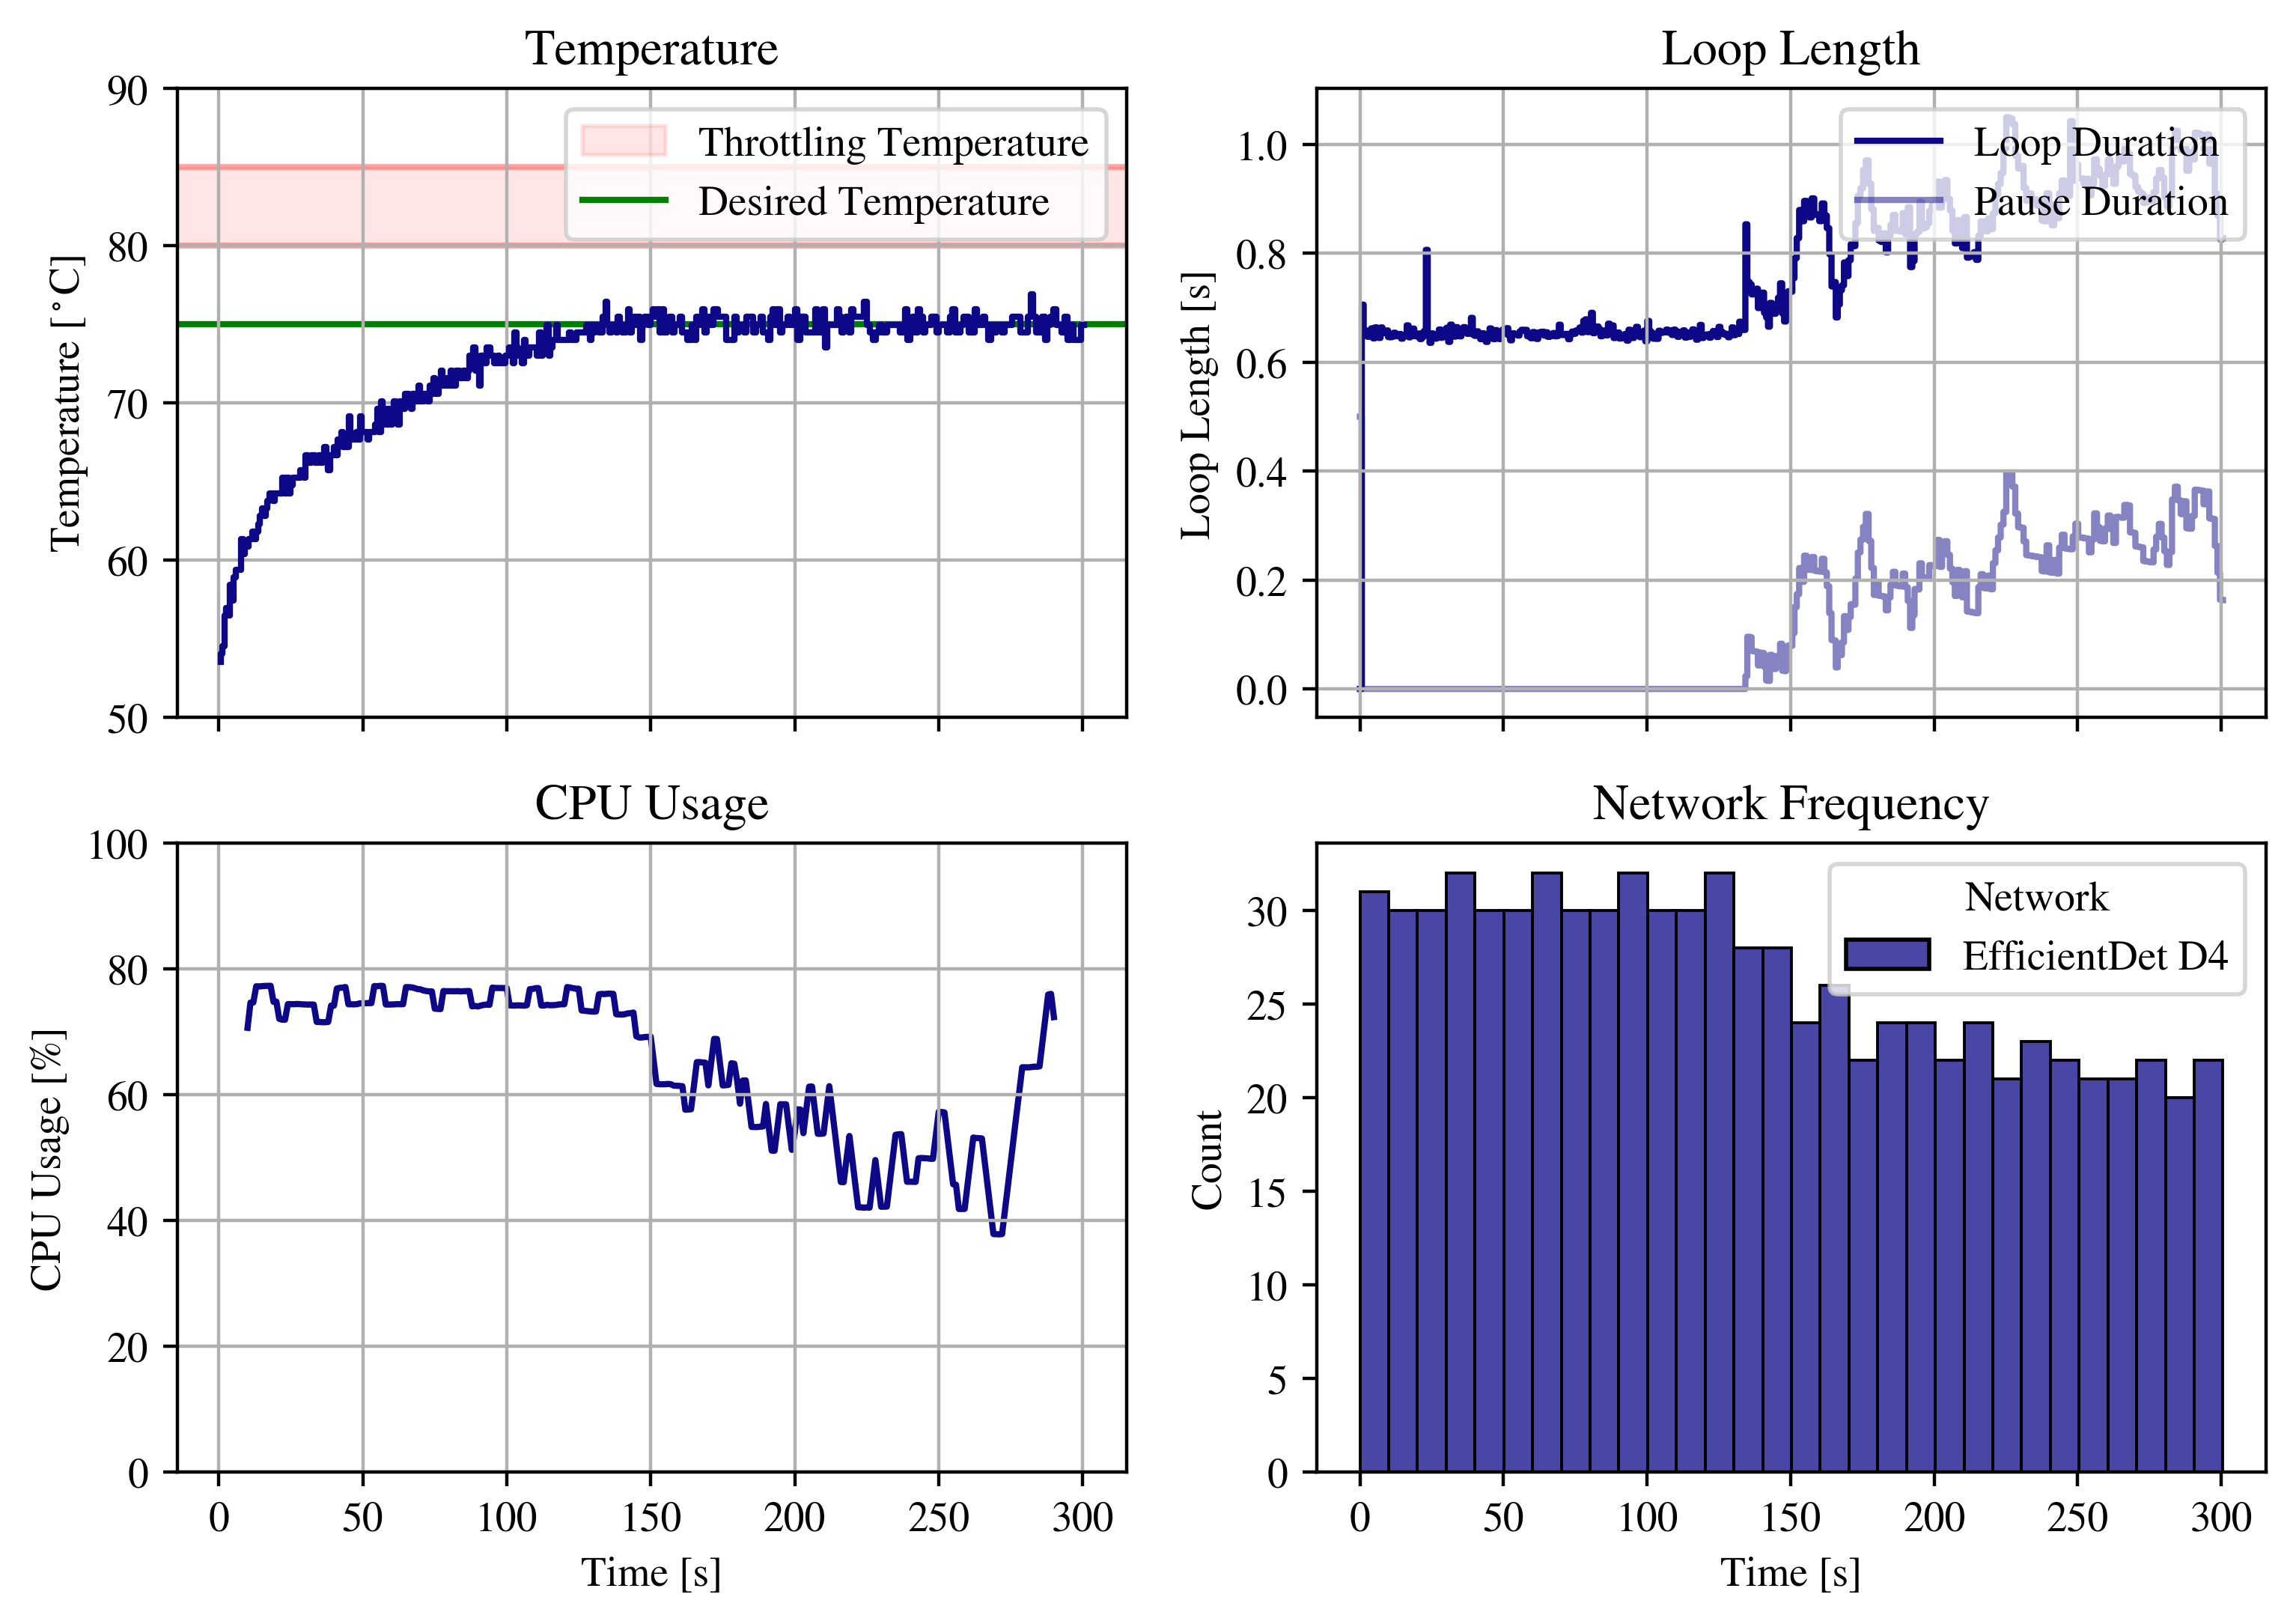 Temperature
90
80
70
60
50
Temperature [°C]
Throttling Temperature
Desired Temperature
Loop Length
1.0
0.8
0.6
0.4
0.2
0.0
Loop Length [s]
Loop Duration
Pause Duration
CPU Usage
100
80
60
40
20
0
CPU Usage [%]
0 50 100 150 200 250 300
Time [s]
Network Frequency
30
25
20
15
10
5
0
Count
Network
EfficientDet D4
0 50 100 150 200 250 300
Time [s]